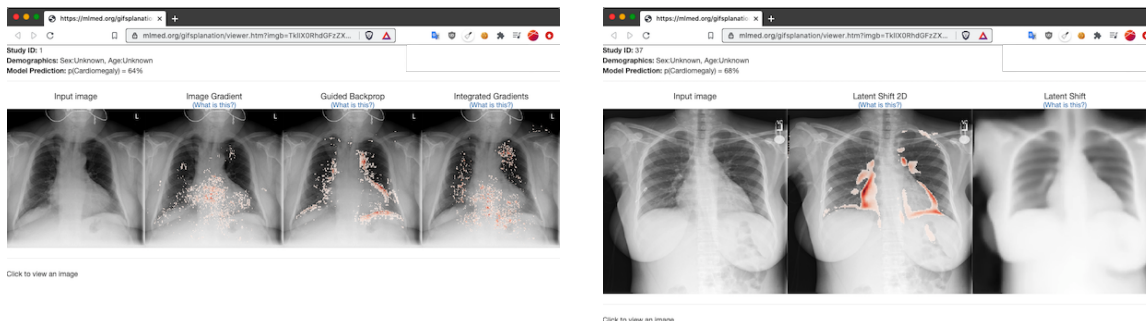 https://mlmed.org/gifsplanatio
mlmed.org/gifsplanation/viewer.htm?imgb=TkIIX0RhdGFzZX...
Study ID: 1
Demographics: Sex:Unknown, Age:Unknown
Model Prediction: p(Cardiomegaly) = 64%
Input image
Image Gradient
(What is this?)
Guided Backprop
(What is this?)
Integrated Gradients
(What is this?)
L
L
L
L
Click to view an image
https://mlmed.org/gifsplanatio
mlmed.org/gifsplanation/viewer.htm?imgb=TkIIX0RhdGFzZX...
Study ID: 37
Demographics: Sex:Unknown, Age:Unknown
Model Prediction: p(Cardiomegaly) = 68%
Input image
Latent Shift 2D
(What is this?)
Latent Shift
(What is this?)
Click to view an image